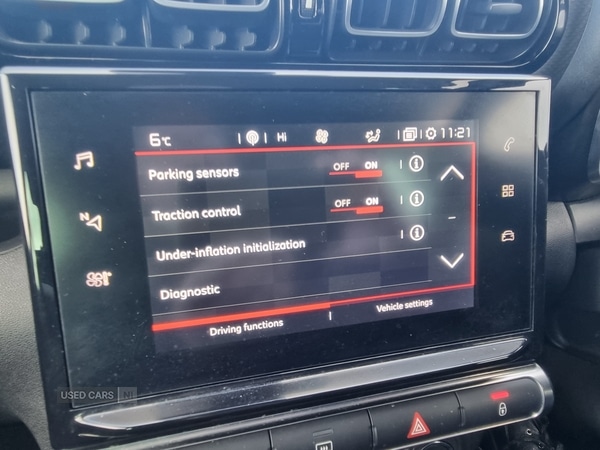 6°C Hi 11:21
Parking sensors OFF ON i
Traction control OFF ON i
N
Under-inflation initialization i
Diagnostic
Driving functions Vehicle settings
USED CARS NI